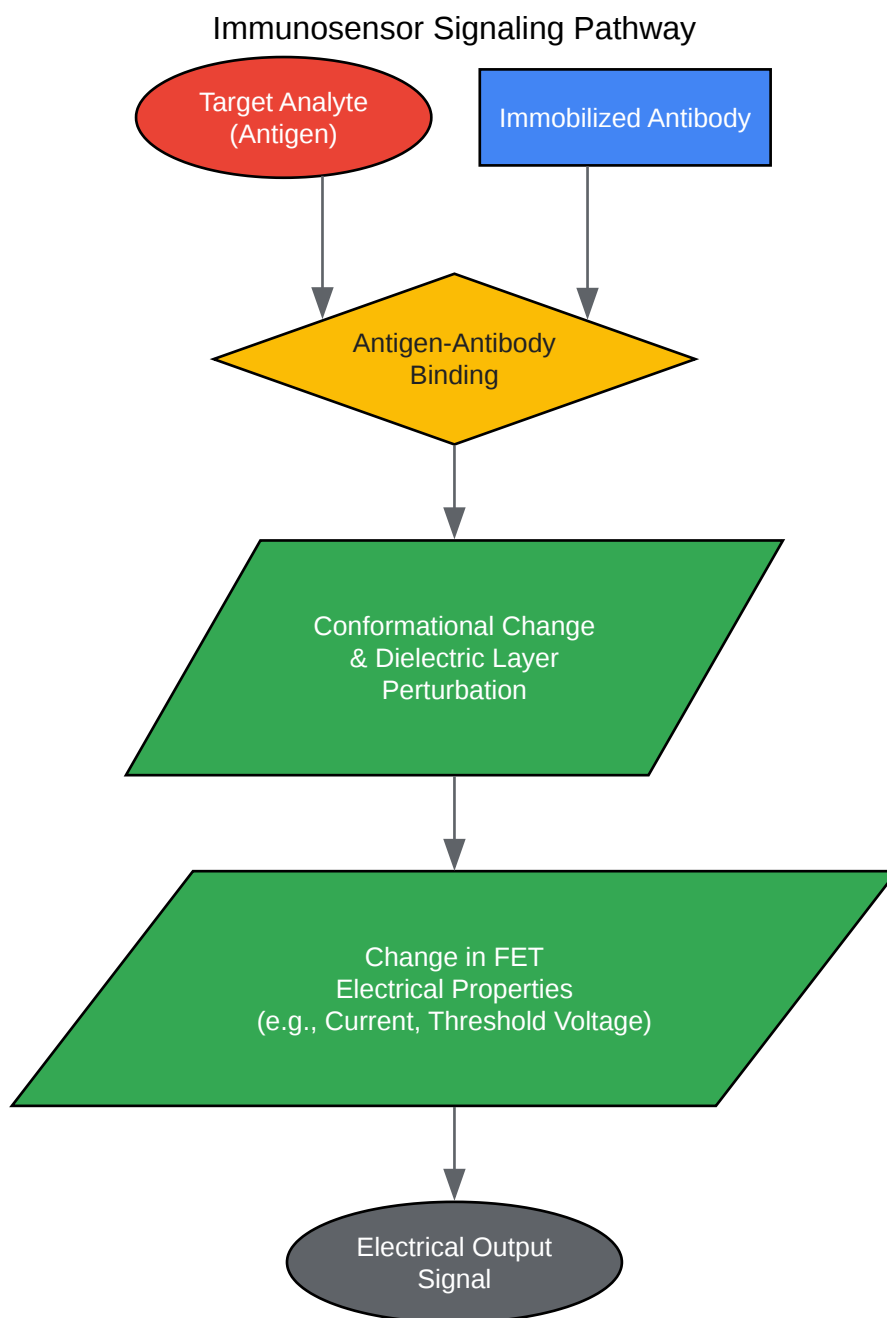 Immunosensor Signaling Pathway
Target Analyte
(Antigen)
Immobilized Antibody
Antigen-Antibody
Binding
Conformational Change
& Dielectric Layer
Perturbation
Change in FET
Electrical Properties
(e.g., Current, Threshold Voltage)
Electrical Output
Signal